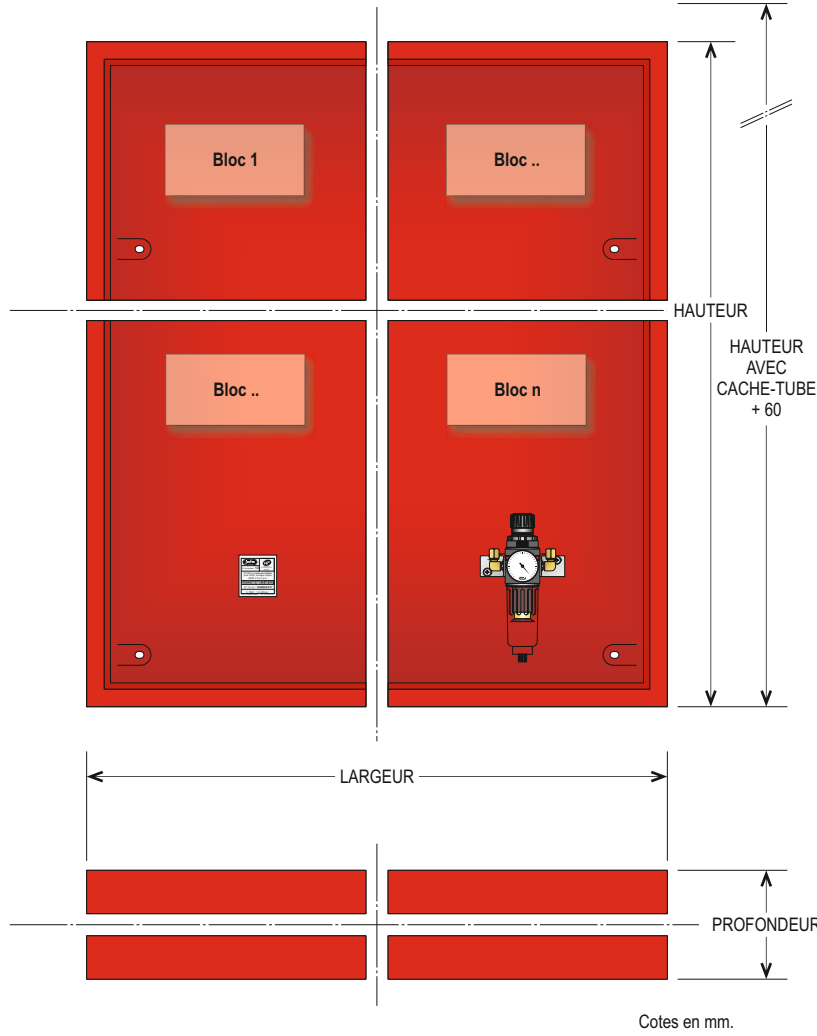 Bloc 1
Bloc ..
HAUTEUR
HAUTEUR
AVEC
CACHE-TUBE
+ 60
Bloc ..
Bloc n
LARGEUR
PROFONDEUR
Cotes en mm.